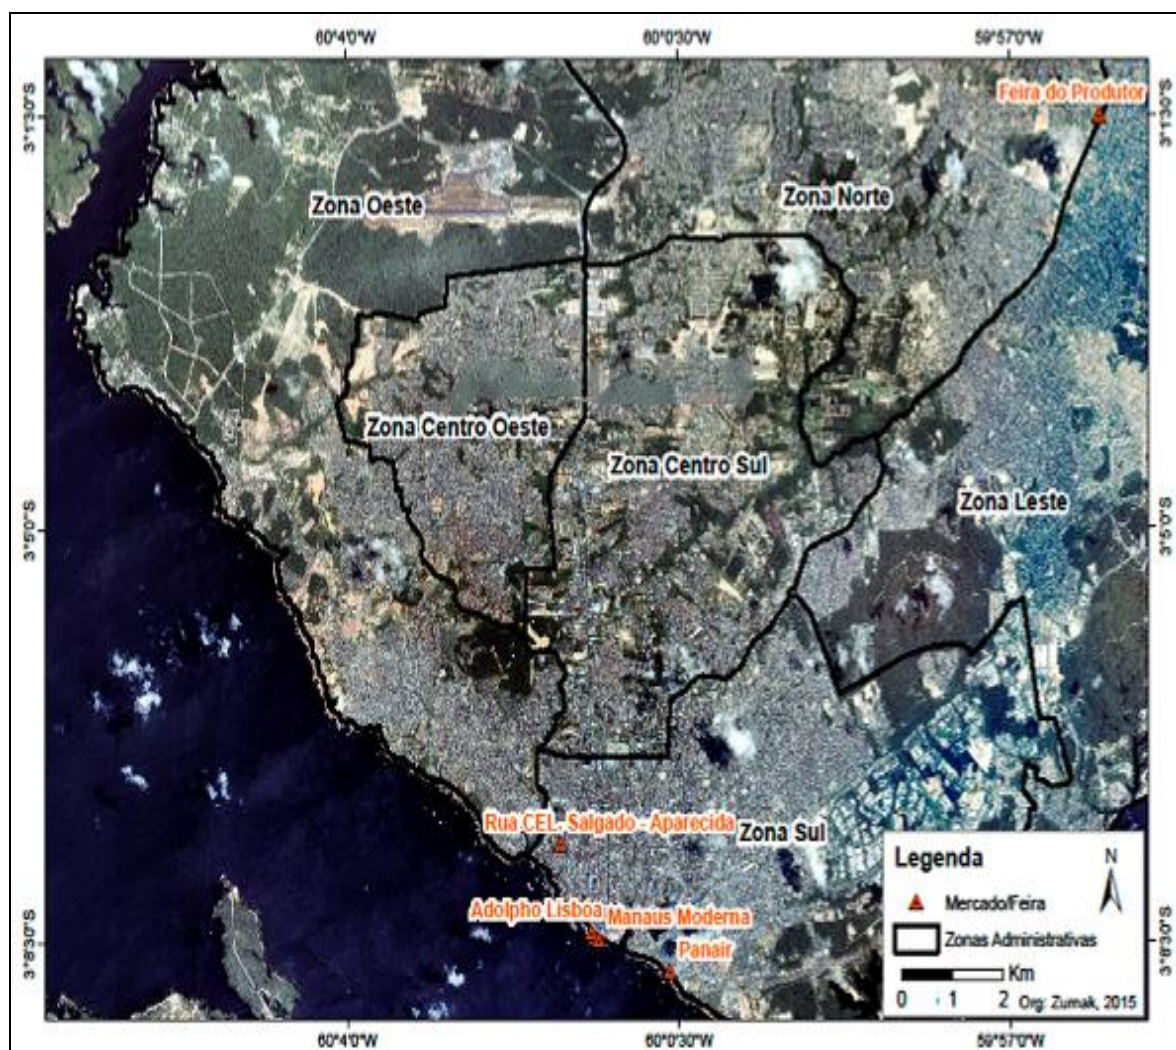 60°4'0"W 60°0'30"W 59°57'0"W
3°1'30"S 3°1'30"S
Feira do Produtor
Zona Oeste
Zona Norte
Zona Centro Oeste
Zona Centro Sul
Zona Leste
3°5'0"S 3°5'0"S
Rua CEL. Salgado - Aparecida
Zona Sul
Adolpho Lisboa
Manaus Moderna
Panair
3°8'30"S 3°8'30"S
Legenda
N
Mercado/Feira
Zonas Administrativas
Km
0 1 2
Org: Zumak, 2015
60°4'0"W 60°0'30"W 59°57'0"W